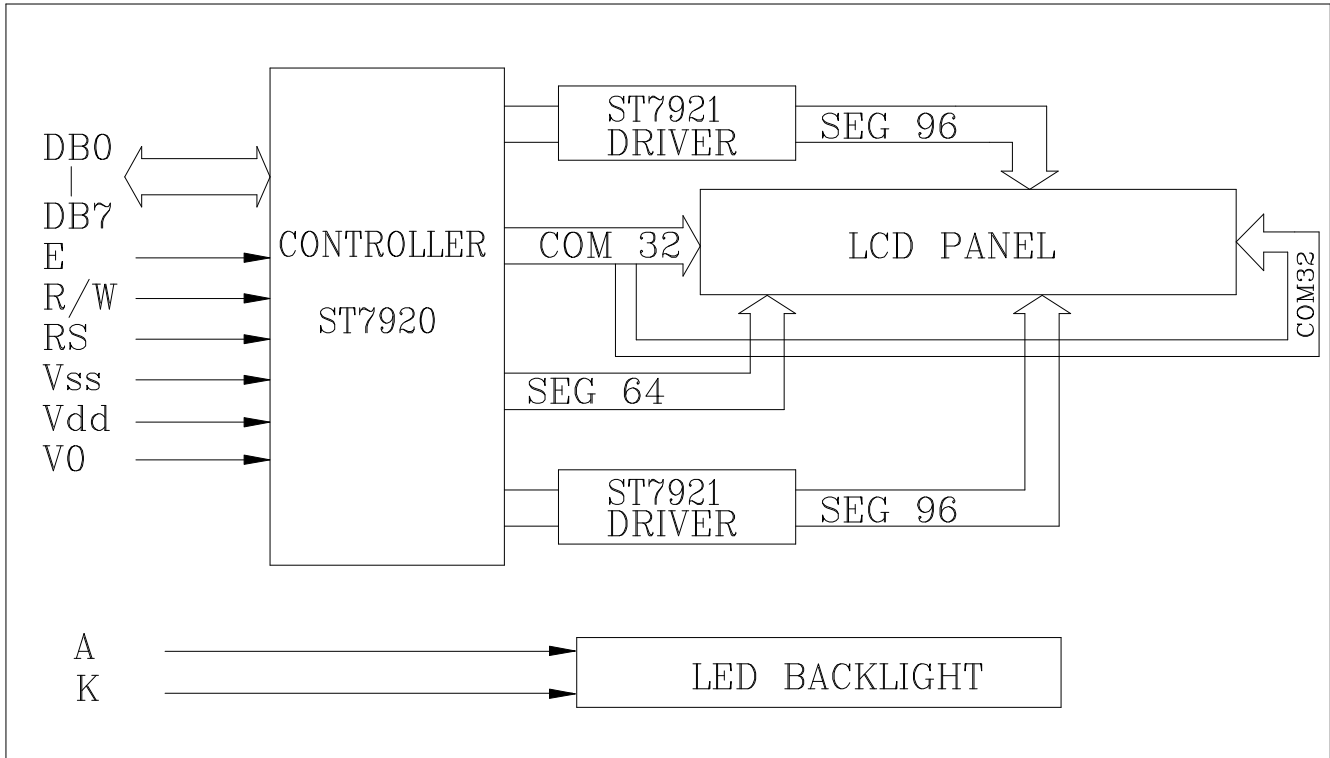 DB0
DB7
E
R/W
RS
Vss
Vdd
V0
CONTROLLER
ST7920
ST7921
DRIVER
SEG 96
COM 32
LCD PANEL
COM32
SEG 64
ST7921
DRIVER
SEG 96
A
K
LED BACKLIGHT